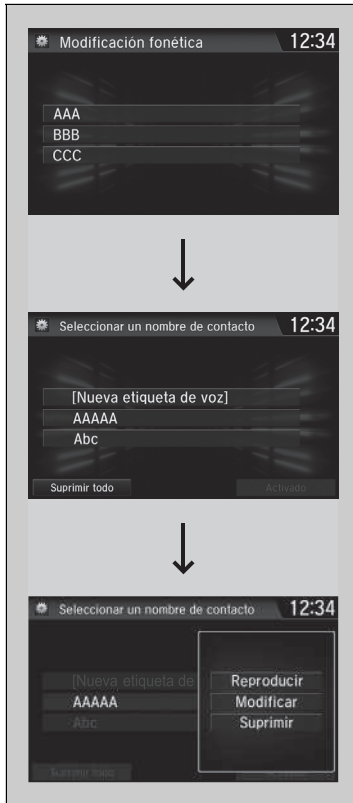 Modificación fonética 12:34
AAA
BBB
CCC
Seleccionar un nombre de contacto 12:34
[Nueva etiqueta de voz]
AAAAA
Abc
Suprimir todo Activado
Seleccionar un nombre de contacto 12:34
[Nueva etiqueta de
Reproducir
AAAAA Modificar
Abc Suprimir
Suprimir todo